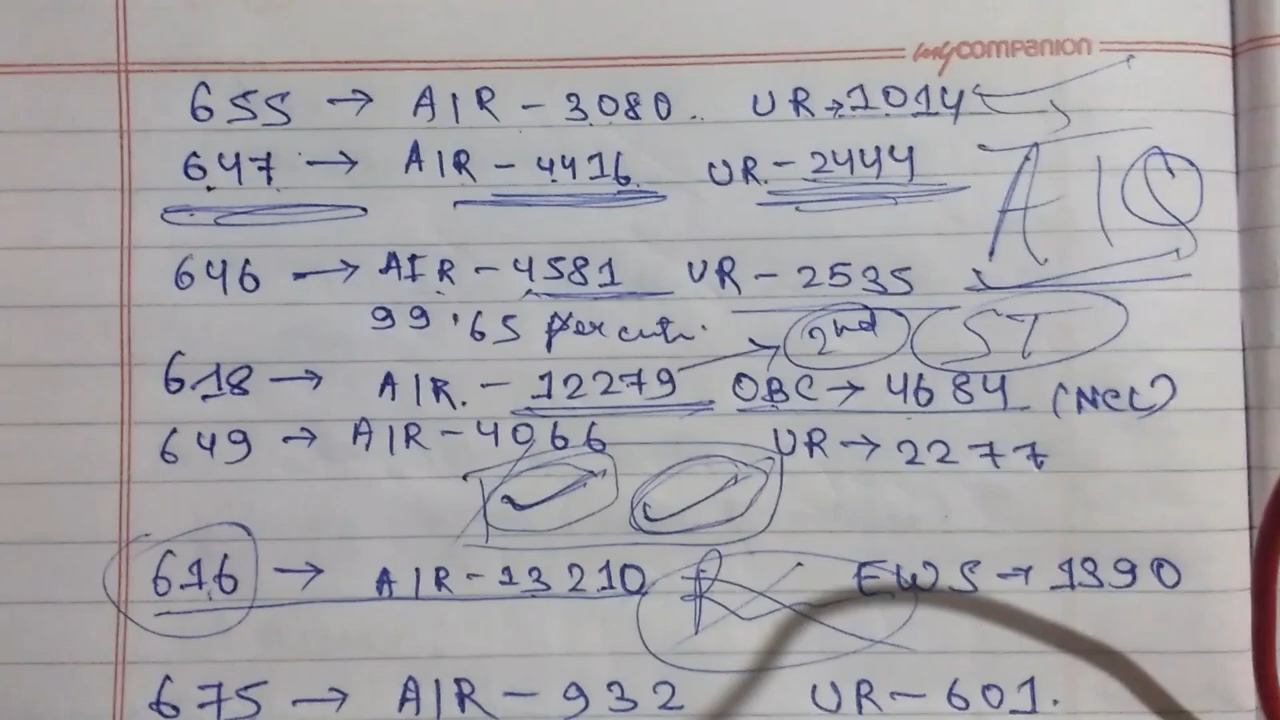 mycompanion
655 → AIR - 3080. UR → 1014
647 → AIR - 4416 UR - 2444
AIQ
646 → AIR - 4581 UR - 2535
99.65
2nd ST
618 → AIR. - 12279 OBC → 4684 (NCL)
649 → AIR - 4066 UR → 2277
616 → AIR - 13210 EWS → 1390
675 → AIR - 932 UR - 601.